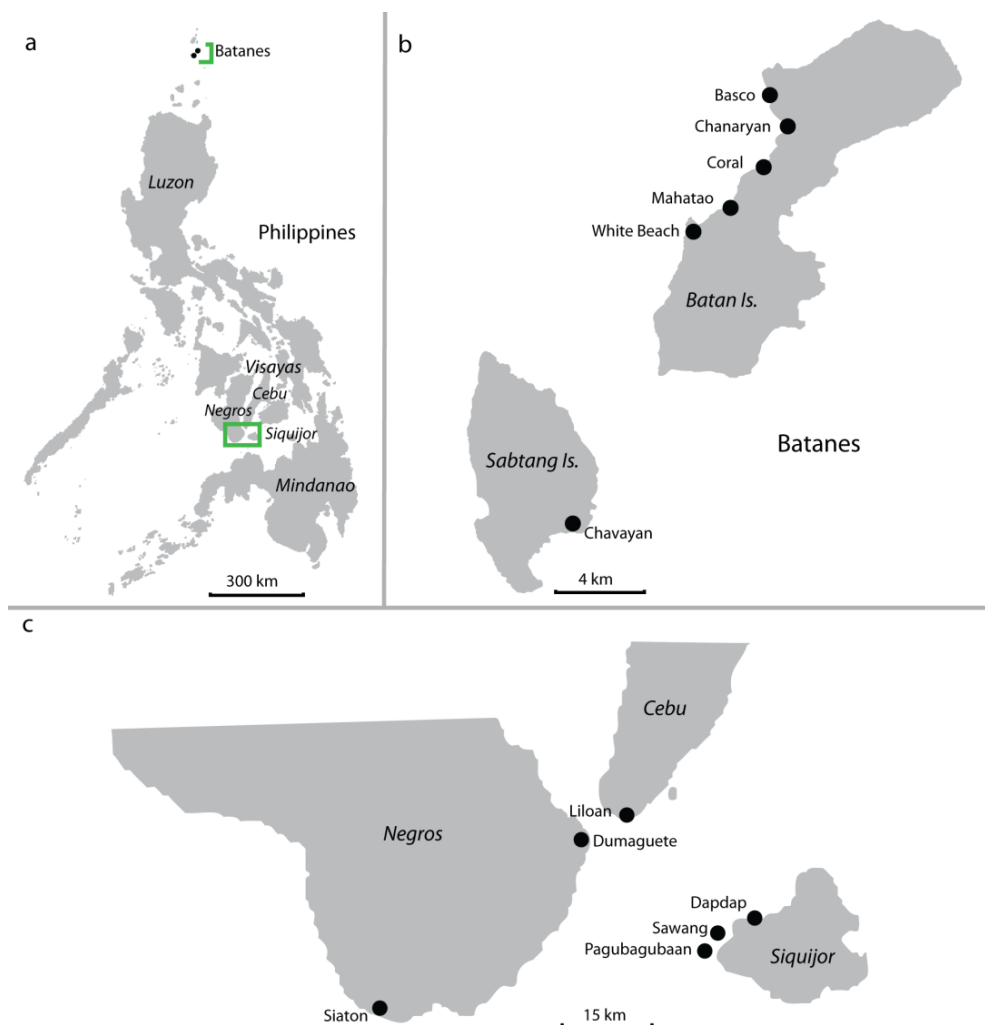 a
Batanes
Luzon
Philippines
Visayas
Cebu
Negros
Siquijor
Mindanao
300 km
b
Basco
Chanaryan
Coral
Mahatao
White Beach
Batan Is.
Batanes
Sabtang Is.
Chavayan
4 km
c
Cebu
Liloan
Negros
Dumaguete
Dapdap
Sawang
Pagubagubaan
Siquijor
Siaton
15 km